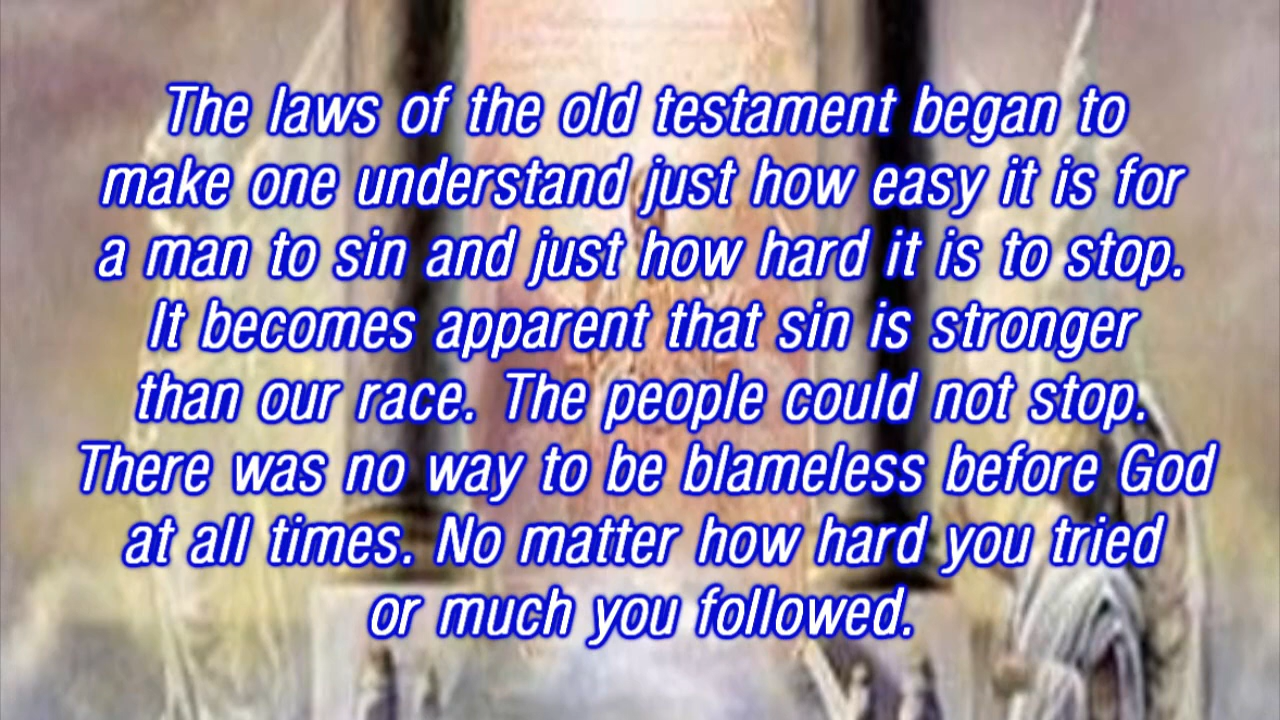 The laws of the old testament began to
make one understand just how easy it is for
a man to sin and just how hard it is to stop.
It becomes apparent that sin is stronger
than our race. The people could not stop.
There was no way to be blameless before God
at all times. No matter how hard you tried
or much you followed.